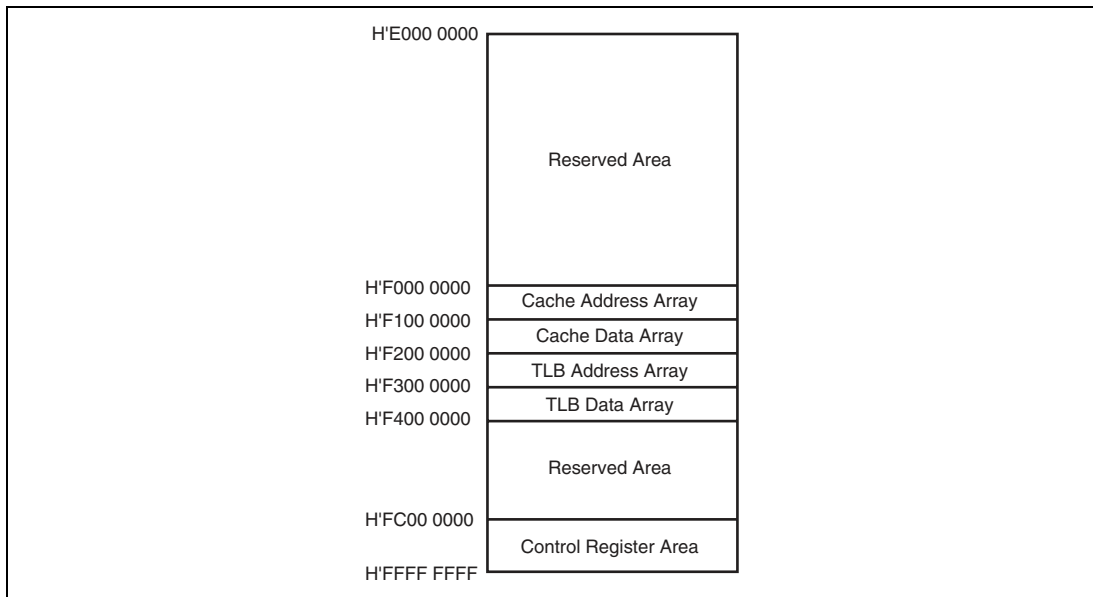 H'E000 0000
Reserved Area
H'F000 0000
Cache Address Array
H'F100 0000
Cache Data Array
H'F200 0000
TLB Address Array
H'F300 0000
TLB Data Array
H'F400 0000
Reserved Area
H'FC00 0000
Control Register Area
H'FFFF FFFF